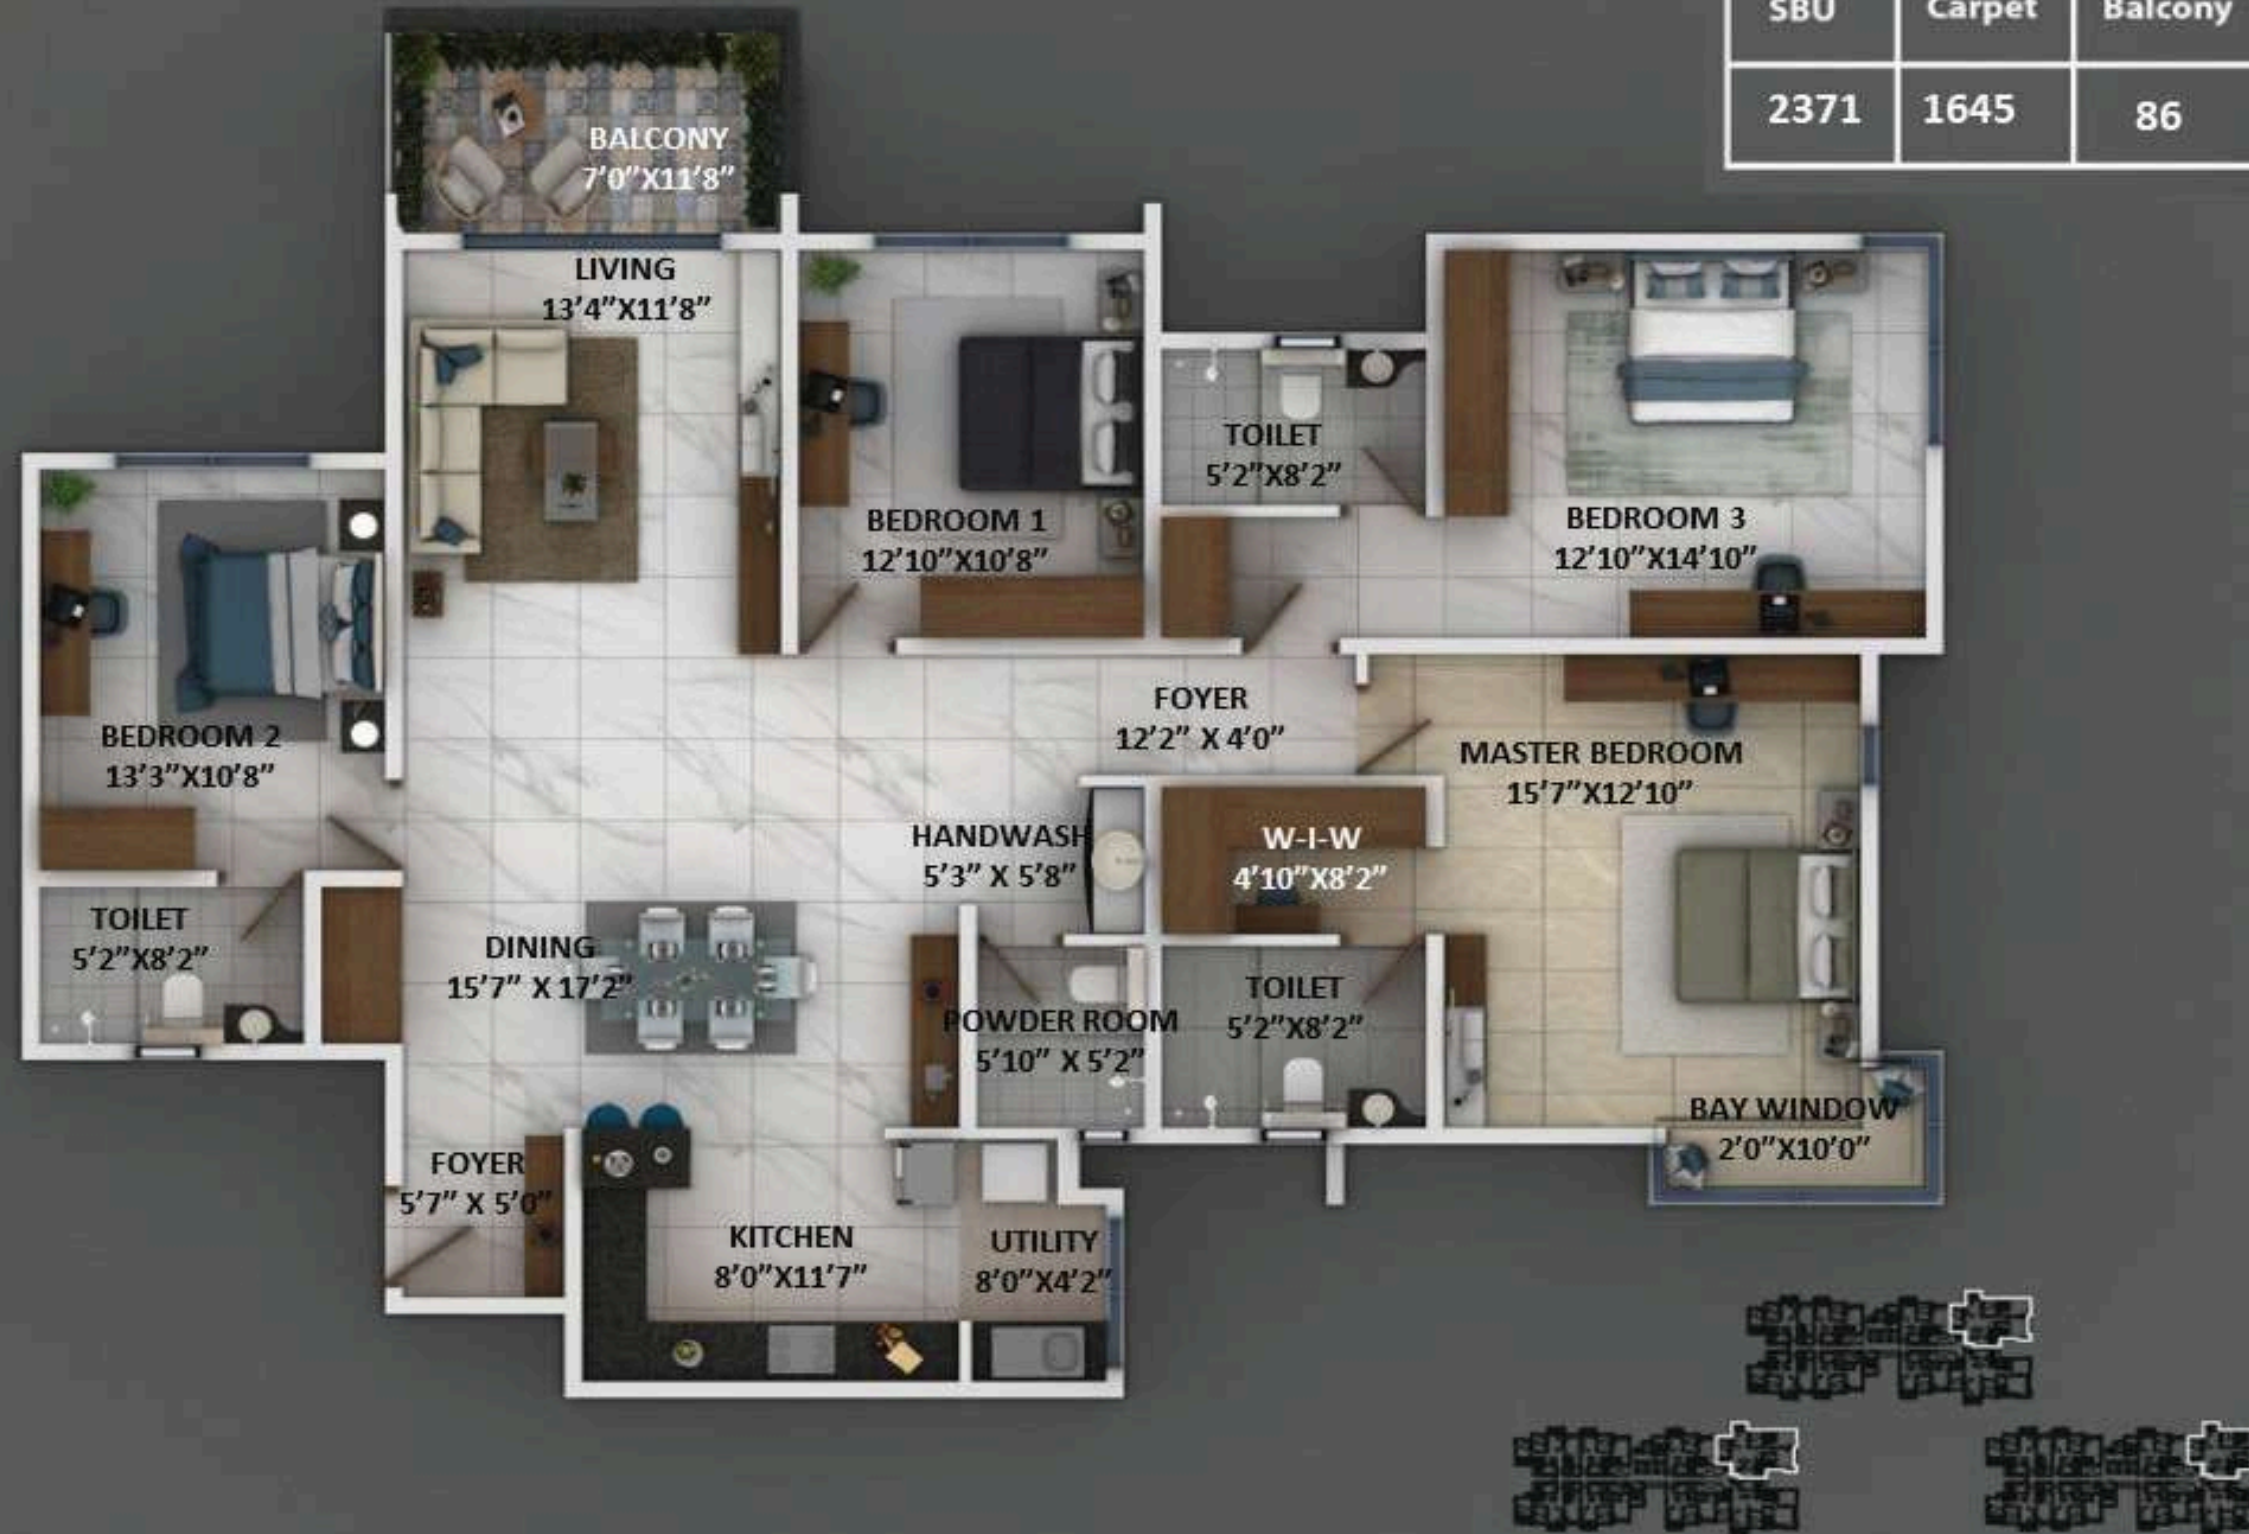 SBU Carpet Balcony
2371 1645 86
BALCONY
7'0"X11'8"
LIVING
13'4"X11'8"
TOILET
5'2"X8'2"
BEDROOM 1
12'10"X10'8"
BEDROOM 3
12'10"X14'10"
BEDROOM 2
13'3"X10'8"
FOYER
12'2" X 4'0"
MASTER BEDROOM
15'7"X12'10"
HANDWASH
5'3" X 5'8"
W-I-W
4'10"X8'2"
TOILET
5'2"X8'2"
DINING
15'7" X 17'2"
POWDER ROOM
5'10" X 5'2"
TOILET
5'2"X8'2"
BAY WINDOW
2'0"X10'0"
FOYER
5'7" X 5'0"
KITCHEN
8'0"X11'7"
UTILITY
8'0"X4'2"